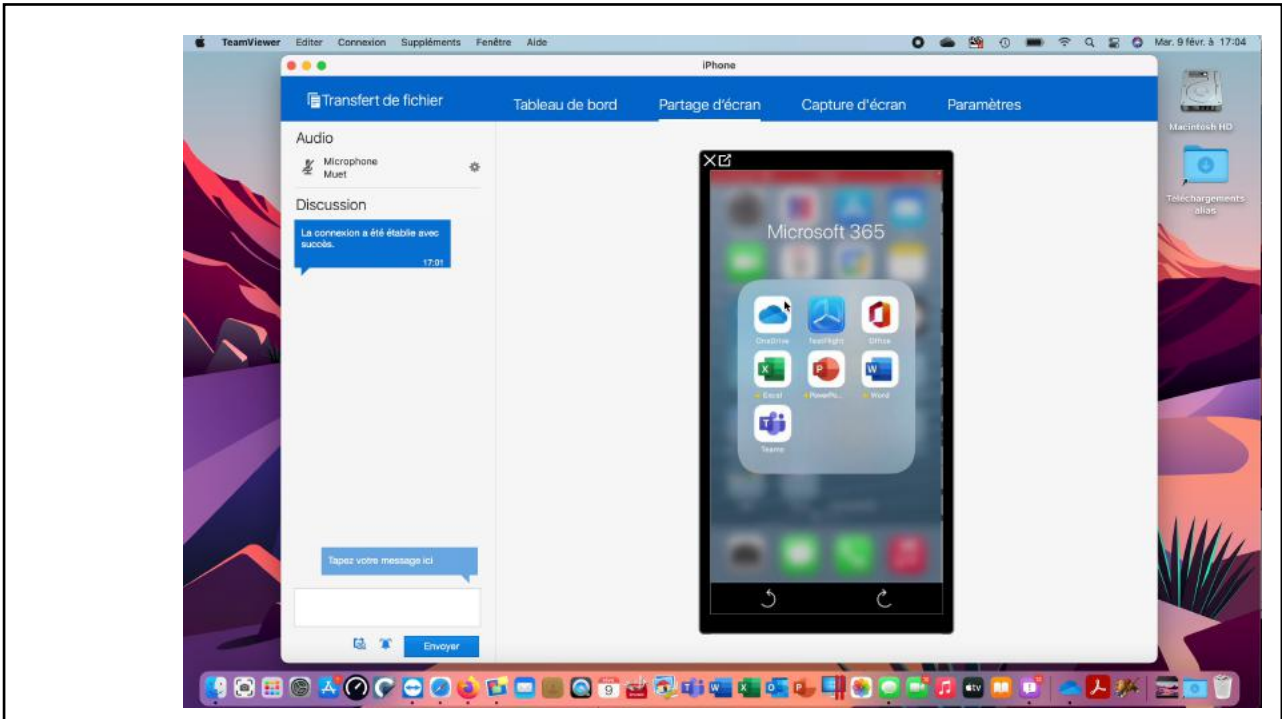 TeamViewer Editer Connexion Suppléments Fenêtre Aide
Mar. 9 févr. à 17:04
iPhone
Transfert de fichier
Tableau de bord
Partage d'écran
Capture d'écran
Paramètres
Audio
Microphone
Muet
Discussion
La connexion a été établie avec
succès.
17:01
Tapez votre message ici
Envoyer
Microsoft 365
OneDrive
TestFlight
Office
Excel
PowerPo...
Word
Teams
Macintosh HD
Téléchargements
alias
9